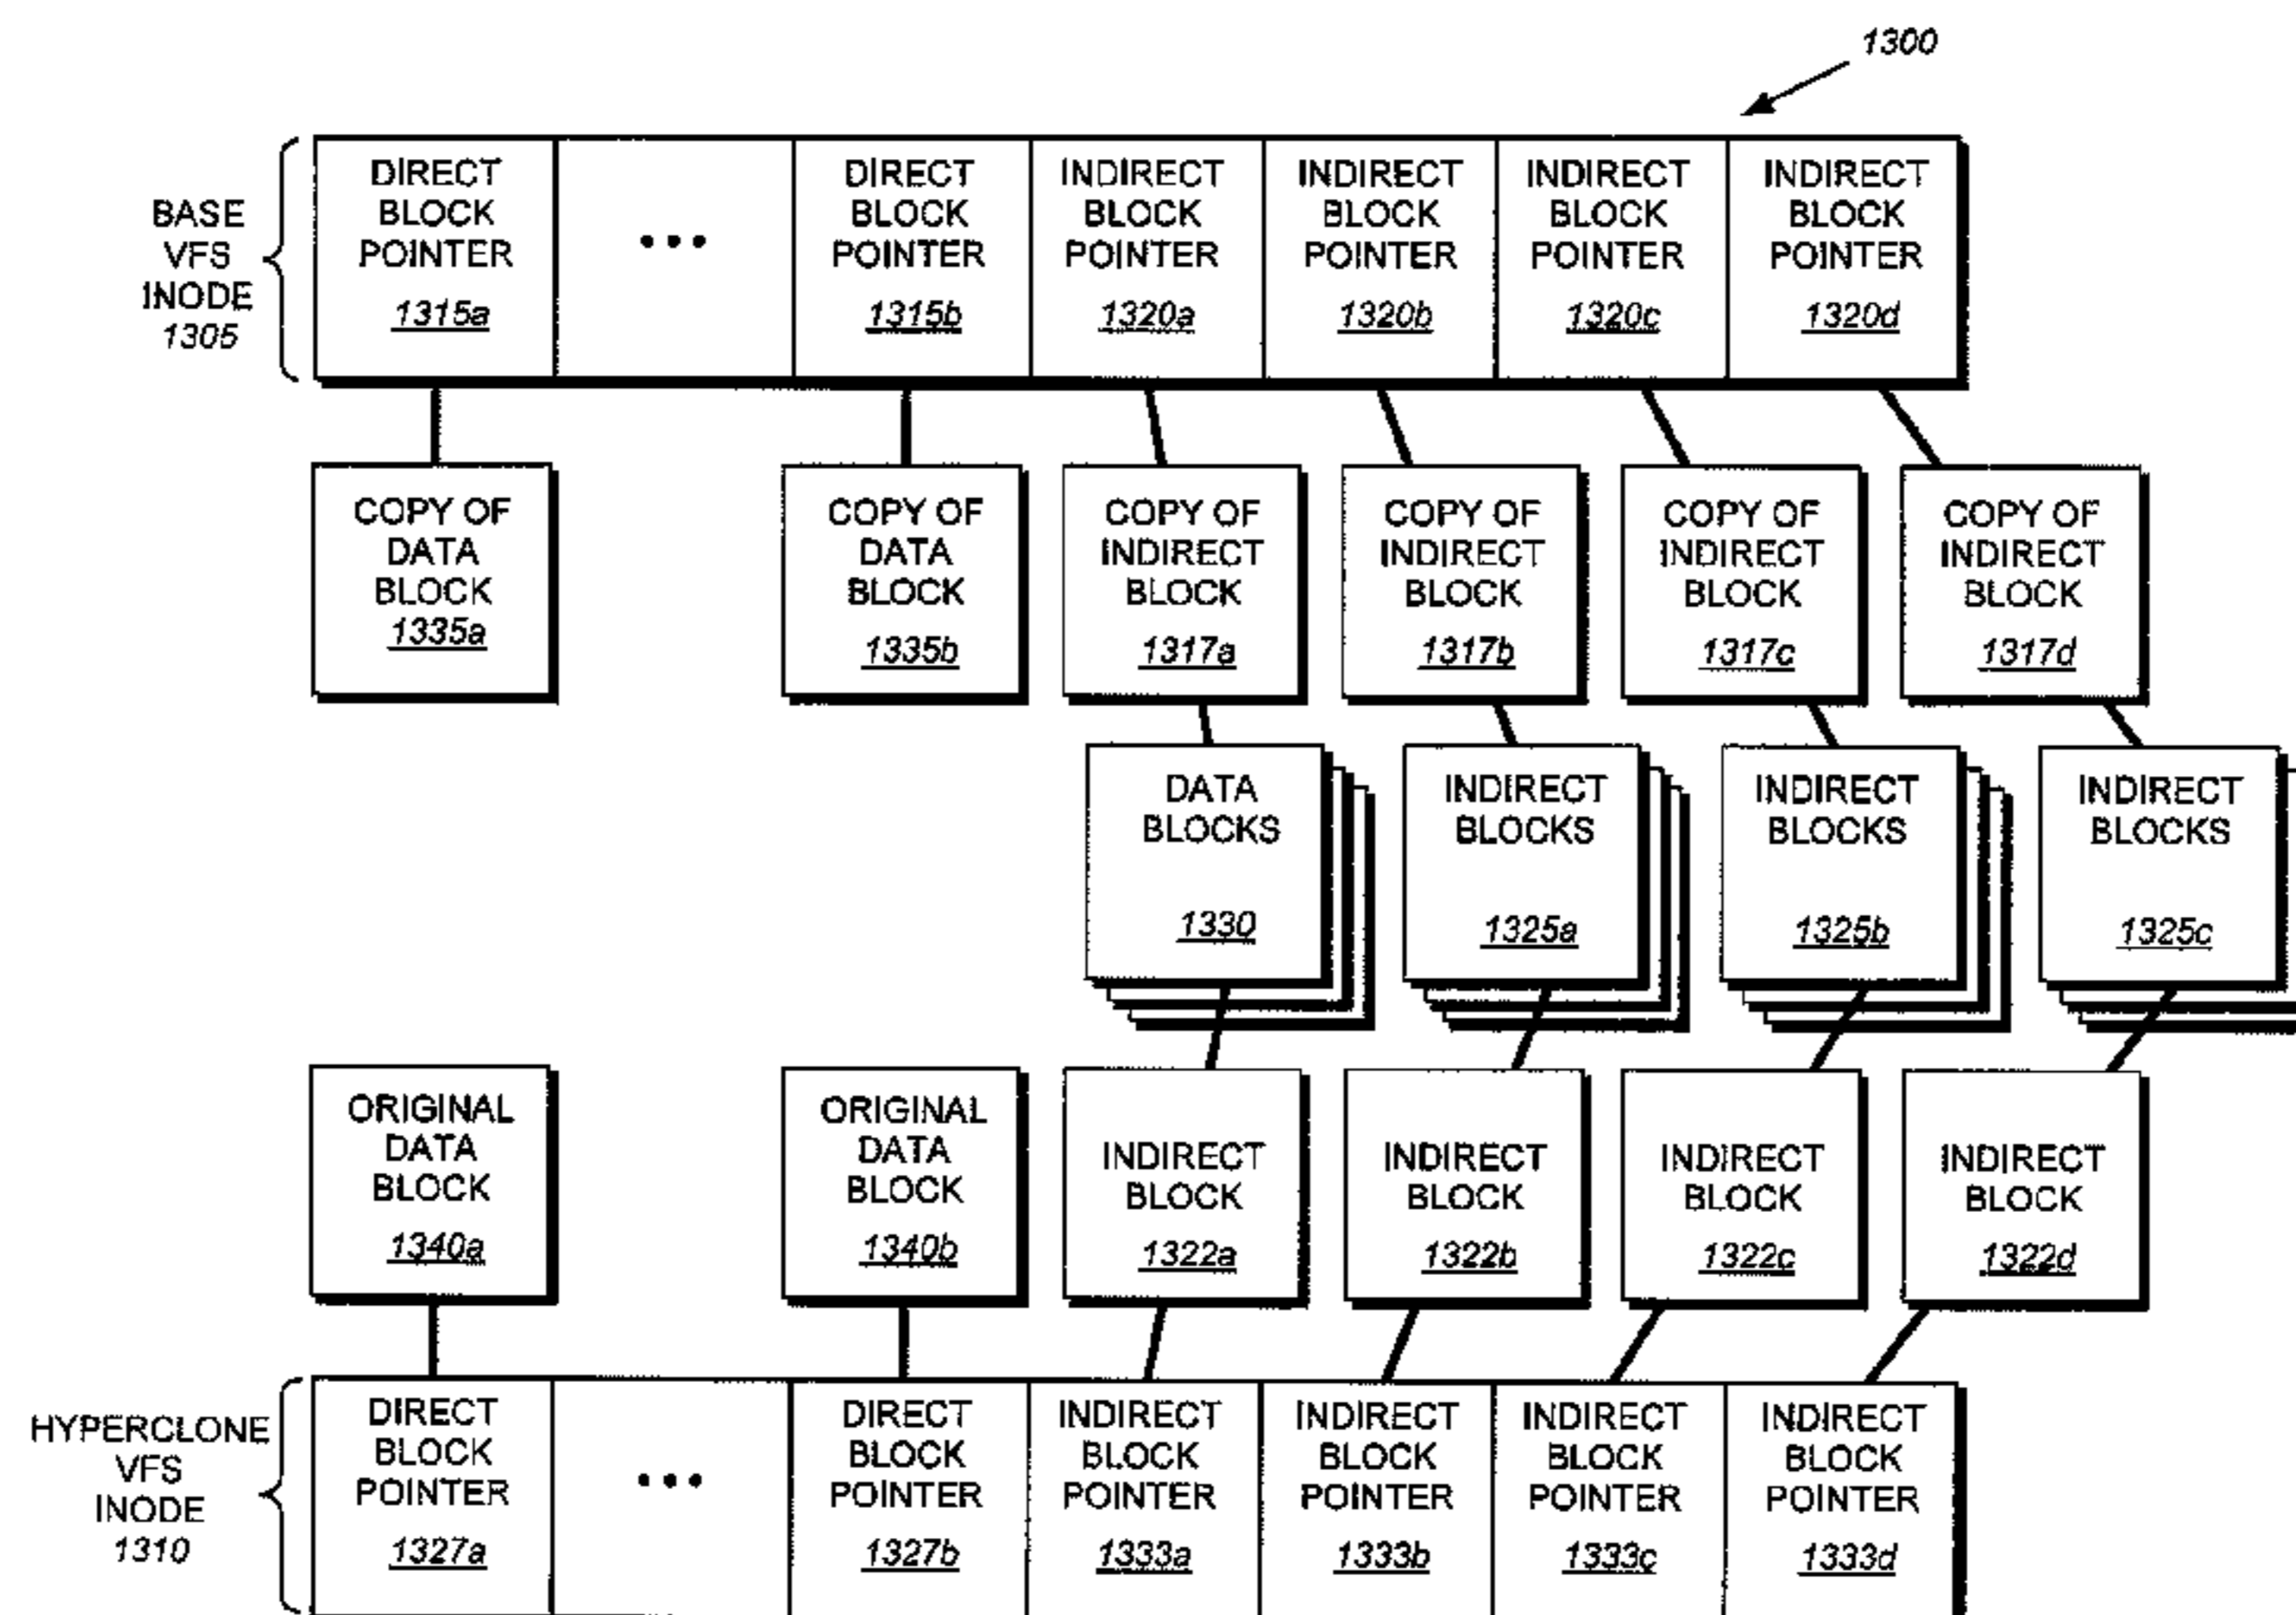 1300
BASE
VFS
INODE
1305
DIRECT
BLOCK
POINTER
1315a
•••
DIRECT
BLOCK
POINTER
1315b
INDIRECT
BLOCK
POINTER
1320a
INDIRECT
BLOCK
POINTER
1320b
INDIRECT
BLOCK
POINTER
1320c
INDIRECT
BLOCK
POINTER
1320d
COPY OF
DATA
BLOCK
1335a
COPY OF
DATA
BLOCK
1335b
COPY OF
INDIRECT
BLOCK
1317a
COPY OF
INDIRECT
BLOCK
1317b
COPY OF
INDIRECT
BLOCK
1317c
COPY OF
INDIRECT
BLOCK
1317d
DATA
BLOCKS
1330
INDIRECT
BLOCKS
1325a
INDIRECT
BLOCKS
1325b
INDIRECT
BLOCKS
1325c
ORIGINAL
DATA
BLOCK
1340a
ORIGINAL
DATA
BLOCK
1340b
INDIRECT
BLOCK
1322a
INDIRECT
BLOCK
1322b
INDIRECT
BLOCK
1322c
INDIRECT
BLOCK
1322d
HYPERCLONE
VFS
INODE
1310
DIRECT
BLOCK
POINTER
1327a
•••
DIRECT
BLOCK
POINTER
1327b
INDIRECT
BLOCK
POINTER
1333a
INDIRECT
BLOCK
POINTER
1333b
INDIRECT
BLOCK
POINTER
1333c
INDIRECT
BLOCK
POINTER
1333d